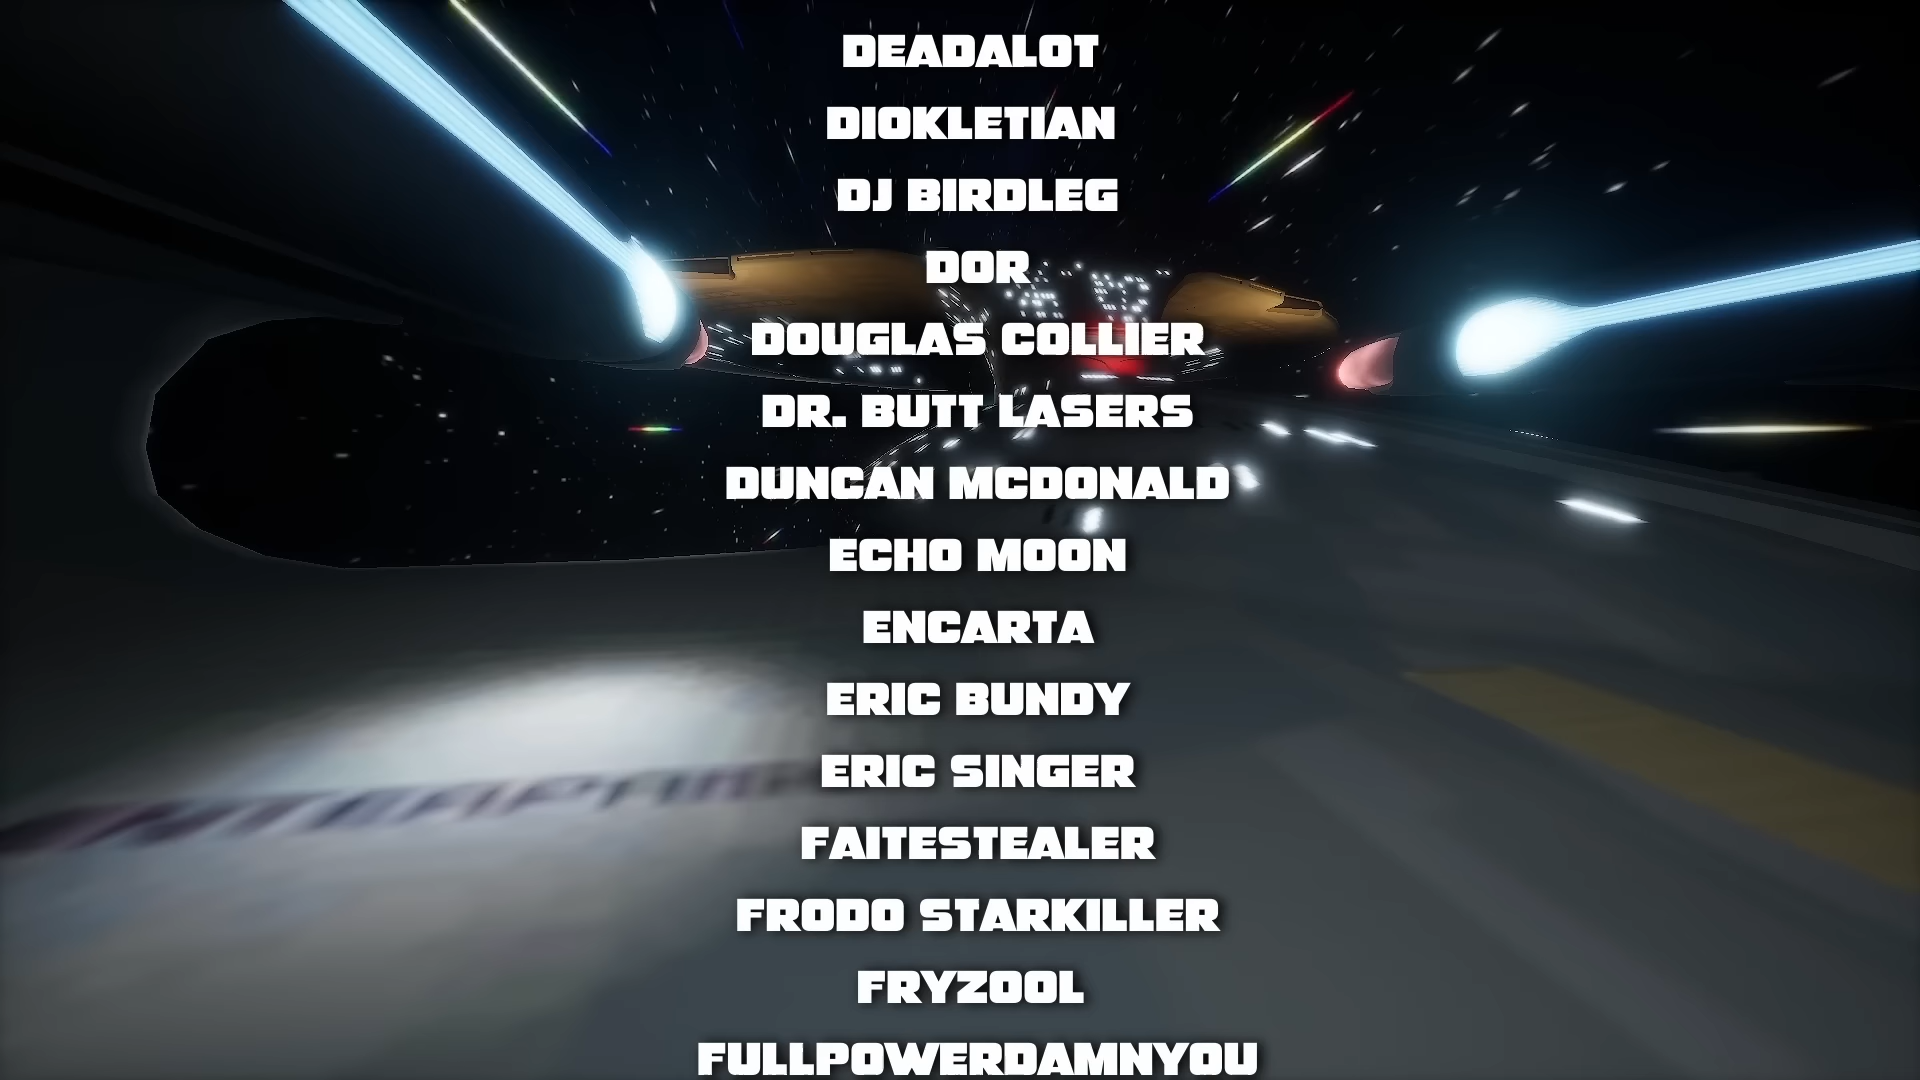 DEADALOT
DIOKLETIAN
DJ BIRDLEG
DOR
DOUGLAS COLLIER
DR. BUTT LASERS
DUNCAN MCDONALD
ECHO MOON
ENCARTA
ERIC BUNDY
ERIC SINGER
FAITESTEALER
FRODO STARKILLER
FRYZOOL
FULLPOWERDAMNYOU